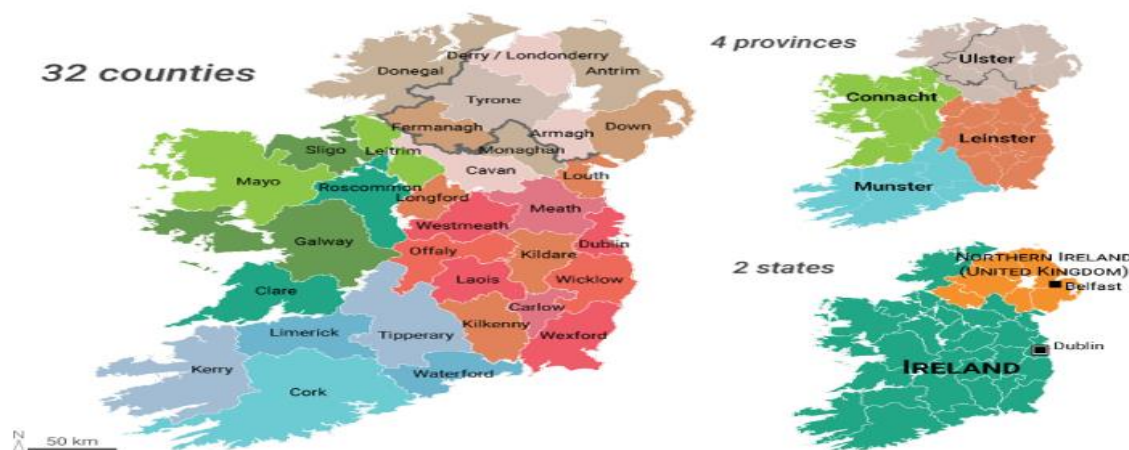 32 counties
Donegal
Derry / Londonderry
Antrim
Tyrone
Fermanagh
Armagh
Down
Monaghan
Sligo
Leitrim
Cavan
Louth
Mayo
Roscommon
Longford
Meath
Westmeath
Galway
Offaly
Kildare
Dublin
Laois
Wicklow
Clare
Carlow
Limerick
Tipperary
Kilkenny
Wexford
Kerry
Waterford
Cork
N
50 km
4 provinces
Ulster
Connacht
Leinster
Munster
2 states
NORTHERN IRELAND
(UNITED KINGDOM)
Belfast
Dublin
IRELAND